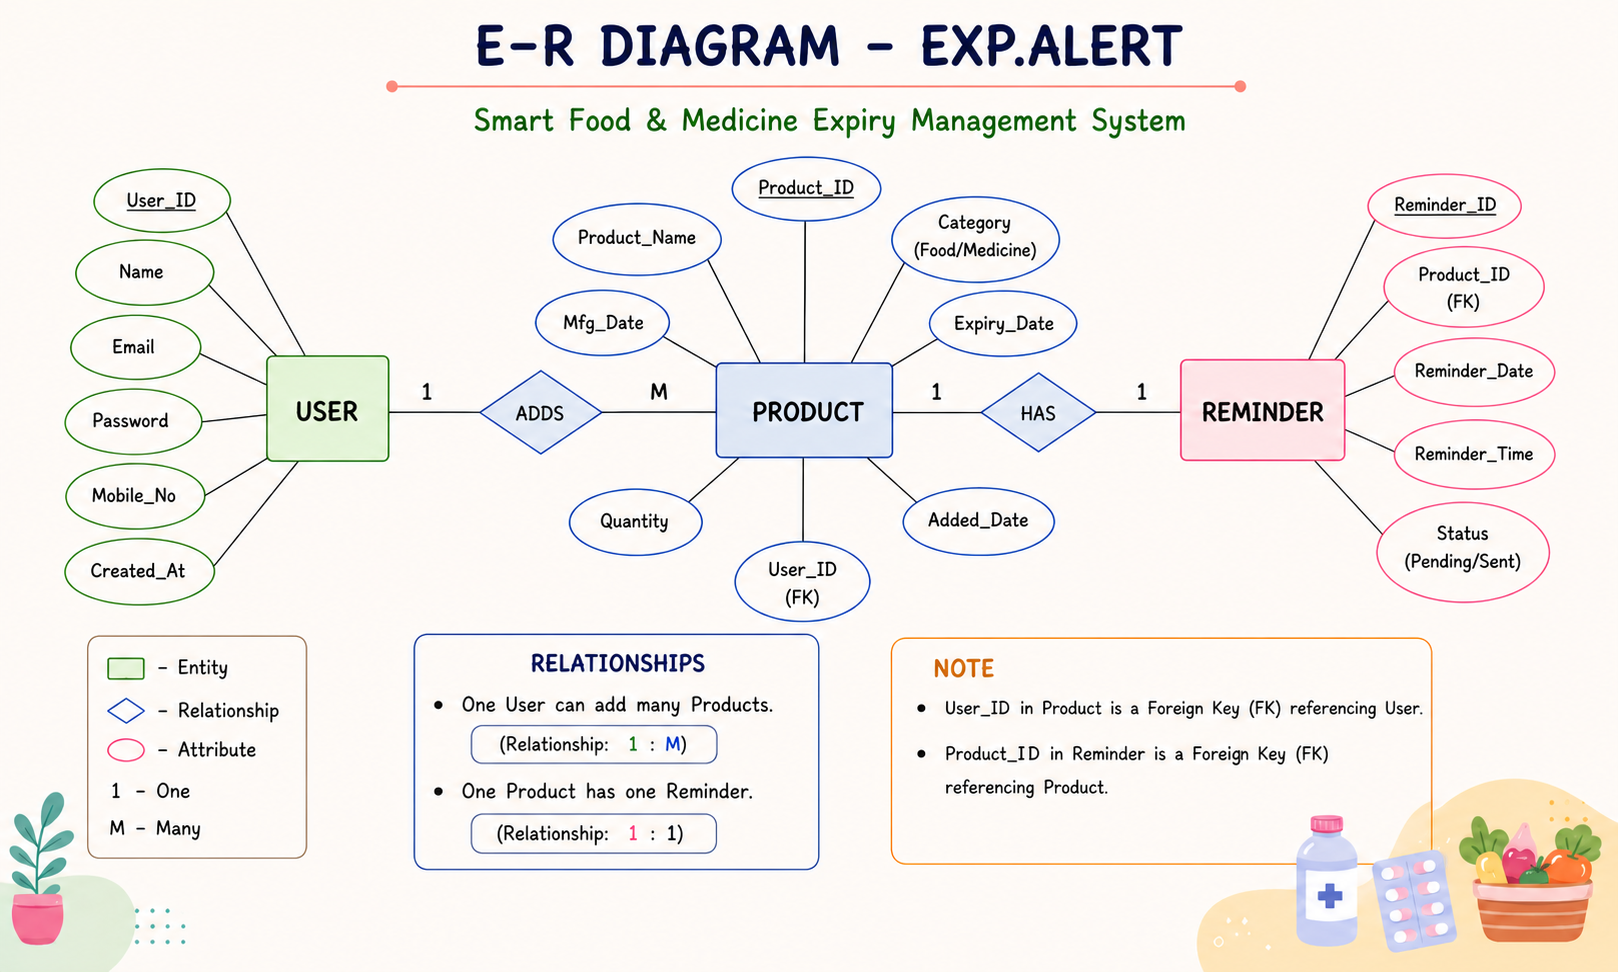 E-R DIAGRAM - EXP.ALERT
Smart Food & Medicine Expiry Management System
User_ID
Name
Email
Password
Mobile_No
Created_At
USER
1
ADDS
M
Product_ID
Product_Name
Category
(Food/Medicine)
Mfg_Date
Expiry_Date
PRODUCT
Quantity
User_ID
(FK)
Added_Date
1
HAS
1
REMINDER
Reminder_ID
Product_ID
(FK)
Reminder_Date
Reminder_Time
Status
(Pending/Sent)
- Entity
- Relationship
- Attribute
1 - One
M - Many
RELATIONSHIPS
• One User can add many Products.
(Relationship: 1 : M)
• One Product has one Reminder.
(Relationship: 1 : 1)
NOTE
• User_ID in Product is a Foreign Key (FK) referencing User.
• Product_ID in Reminder is a Foreign Key (FK)
referencing Product.